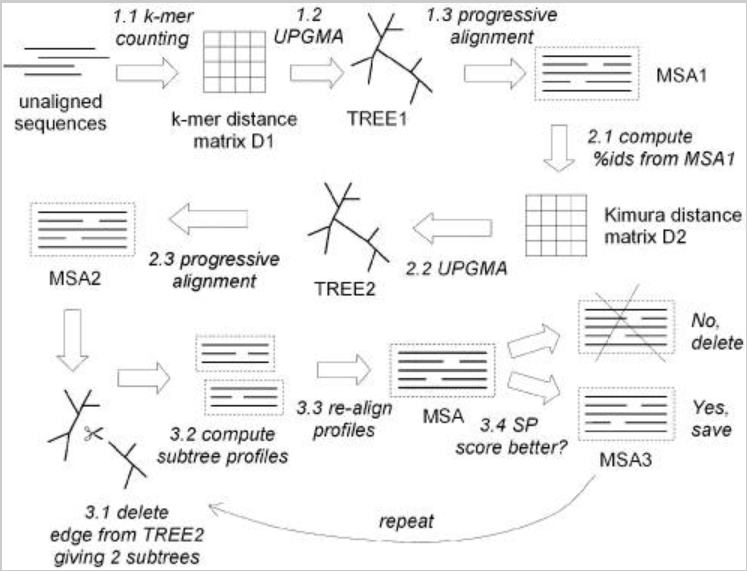 1.1 k-mer
counting
1.2
UPGMA
1.3 progressive
alignment
unaligned
sequences
k-mer distance
matrix D1
TREE1
MSA1
2.1 compute
%ids from MSA1
Kimura distance
matrix D2
2.2 UPGMA
TREE2
2.3 progressive
alignment
MSA2
3.1 delete
edge from TREE2
giving 2 subtrees
3.2 compute
subtree profiles
3.3 re-align
profiles
MSA
3.4 SP
score better?
No,
delete
Yes,
save
MSA3
repeat